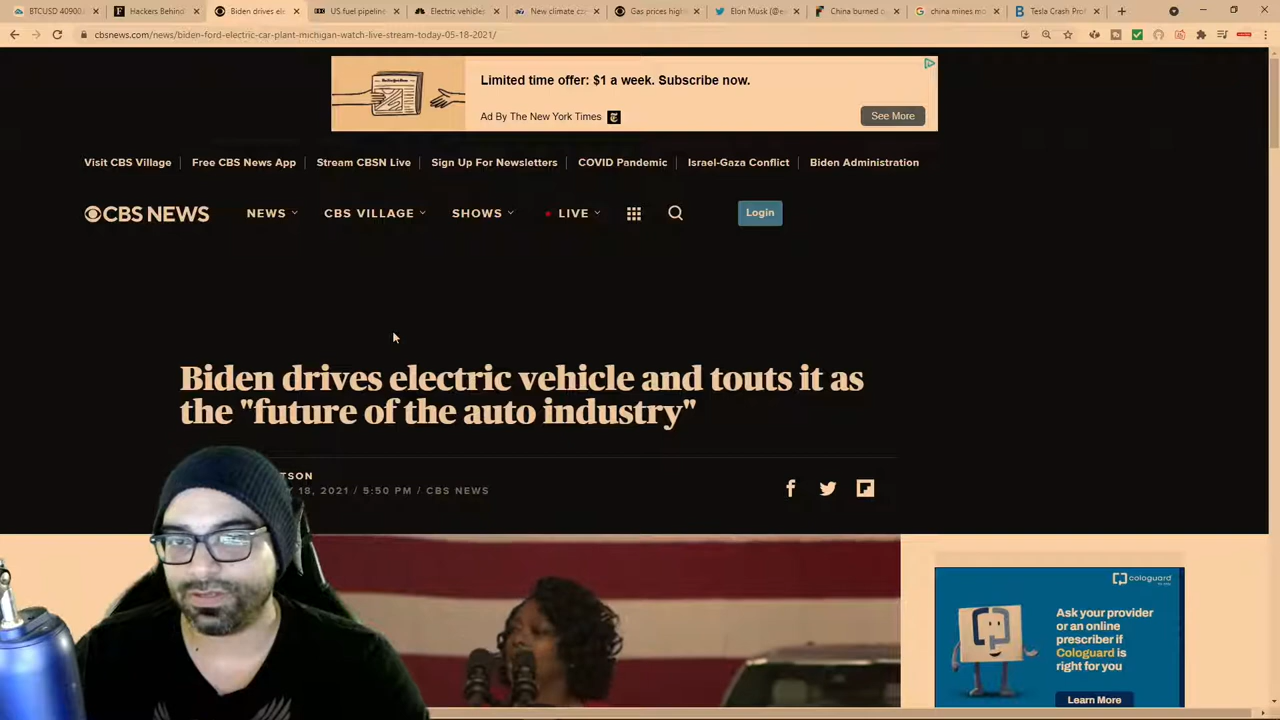 BTCUSD 40900
Hackers Behind
Biden drives ele
US fuel pipeline
Electric vehicles
New climate
Gas prices high
Elon Musk (@e
China burned o
china mines mo
Tesla Crash Pro
cbsnews.com/news/biden-ford-electric-car-plant-michigan-watch-live-stream-today-05-18-2021/
Limited time offer: $1 a week. Subscribe now.
Ad By The New York Times
See More
Visit CBS Village
Free CBS News App
Stream CBSN Live
Sign Up For Newsletters
COVID Pandemic
Israel-Gaza Conflict
Biden Administration
CBS NEWS
NEWS
CBS VILLAGE
SHOWS
LIVE
Login
Biden drives electric vehicle and touts it as
the "future of the auto industry"
TSON
18, 2021 / 5:50 PM / CBS NEWS
cologuard
Ask your provider
or an online
prescriber if
Cologuard is
right for you
Learn More